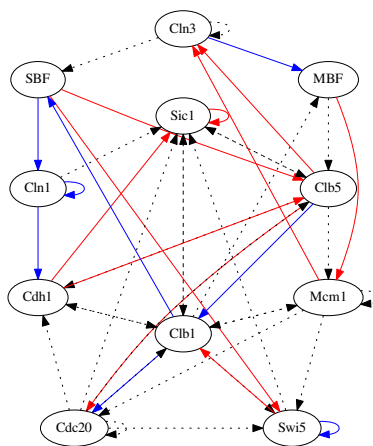 Cln3
SBF
MBF
Sic1
Cln1
Clb5
Cdh1
Mcm1
Clb1
Cdc20
Swi5